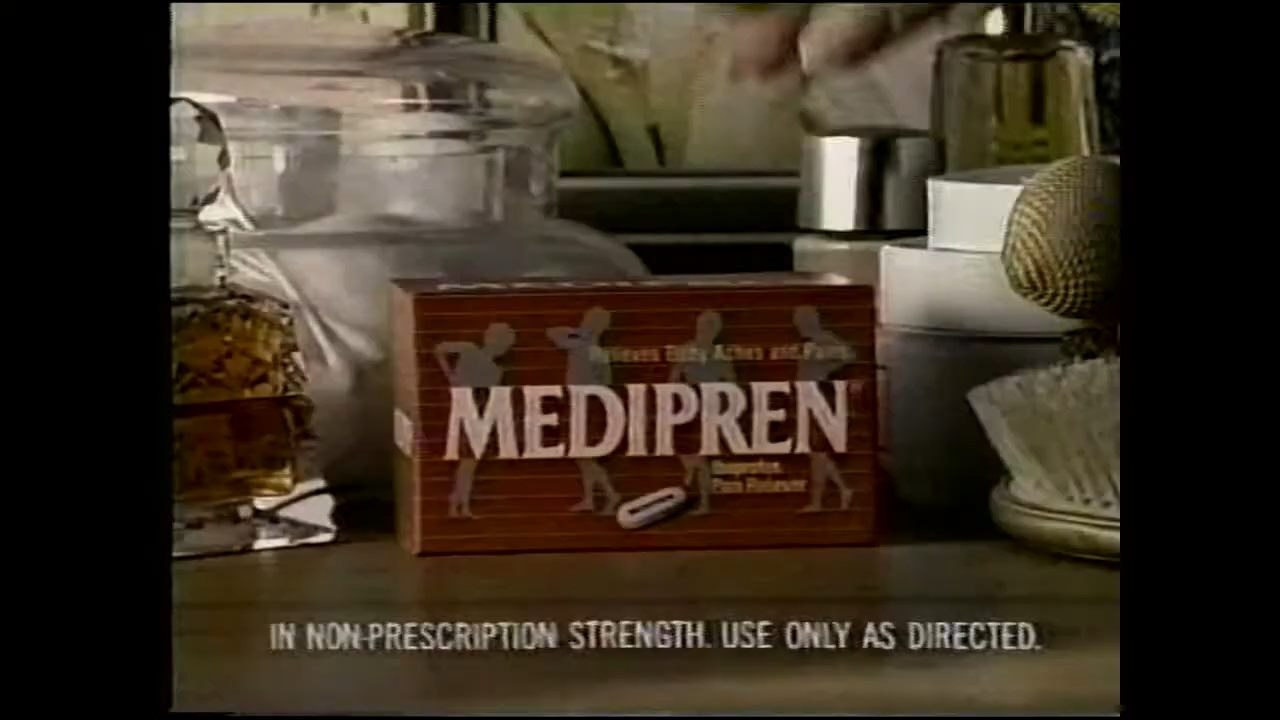 Relieves Body Aches and Pains
MEDIPREN®
Ibuprofen
Pain Reliever
IN NON-PRESCRIPTION STRENGTH. USE ONLY AS DIRECTED.